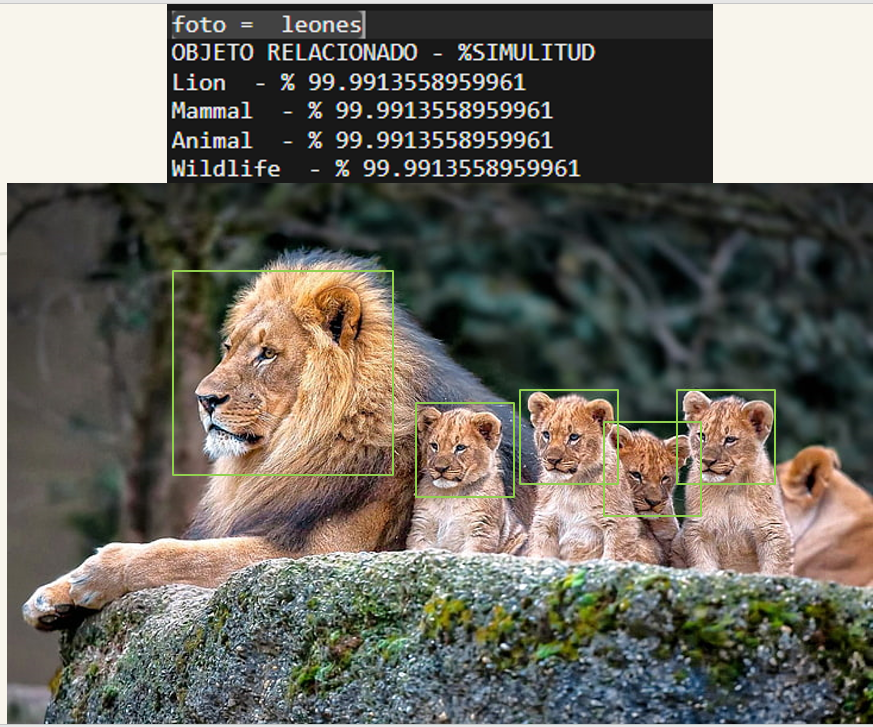 foto =  leones
OBJETO RELACIONADO - %SIMULITUD
Lion  - % 99.9913558959961
Mammal  - % 99.9913558959961
Animal  - % 99.9913558959961
Wildlife  - % 99.9913558959961